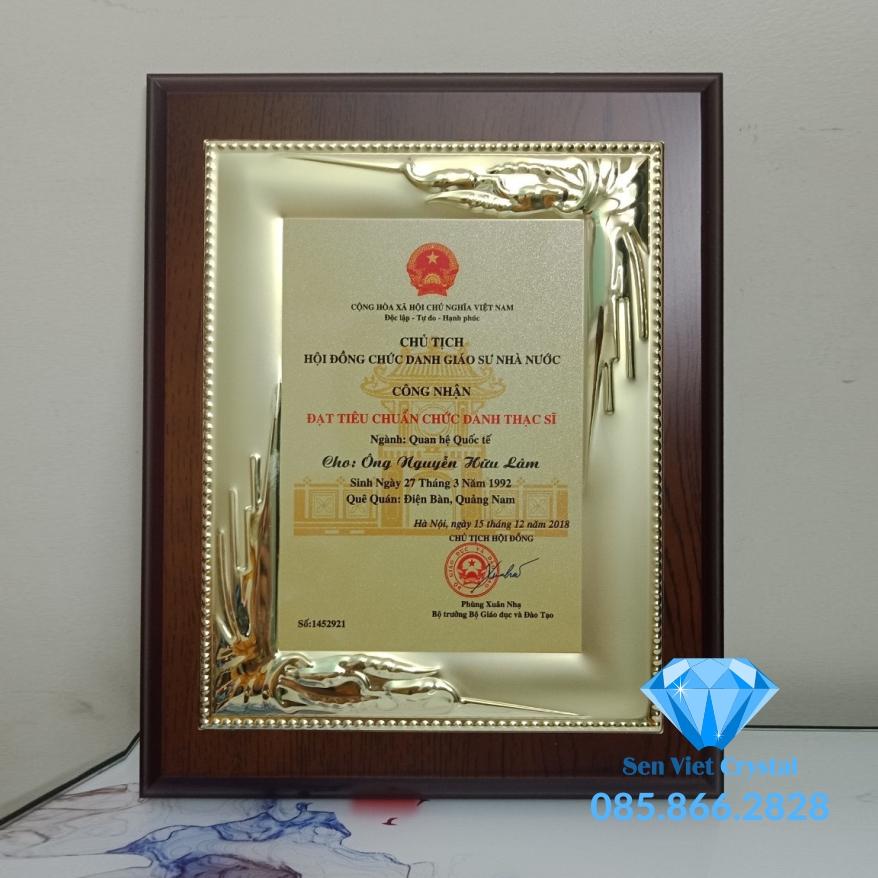 CỘNG HÒA XÃ HỘI CHỦ NGHĨA VIỆT NAM
Độc lập - Tự do - Hạnh phúc
CHỦ TỊCH
HỘI ĐỒNG CHỨC DANH GIÁO SƯ NHÀ NƯỚC
CÔNG NHẬN
ĐẠT TIÊU CHUẨN CHỨC DANH THẠC SĨ
Ngành: Quan hệ Quốc tế
Cho: Ông Nguyễn Hữu Lâm
Sinh Ngày 27 Tháng 3 Năm 1992
Quê Quán: Điện Bàn, Quảng Nam
Hà Nội, ngày 15 tháng 12 năm 2018
CHỦ TỊCH HỘI ĐỒNG
Phùng Xuân Nhạ
Bộ trưởng Bộ Giáo dục và Đào Tạo
Số:1452921
Sen Viet Crystal
085.866.2828